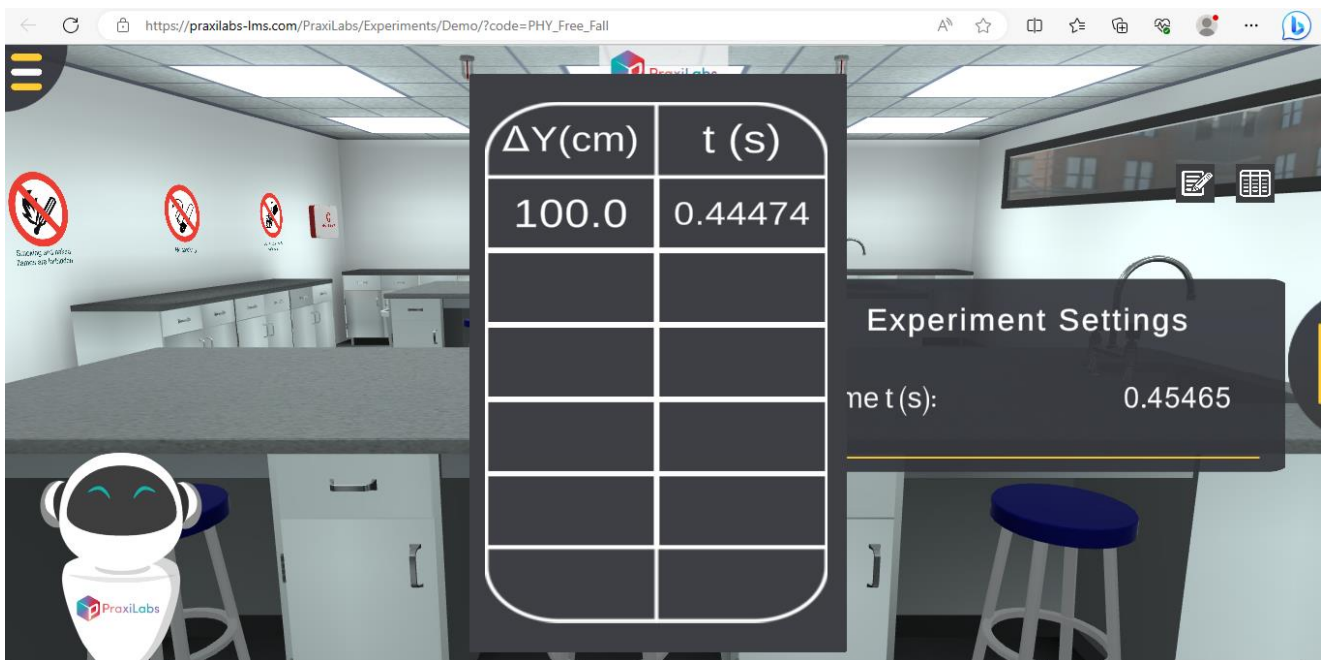 https://praxilabs-lms.com/PraxiLabs/Experiments/Demo/?code=PHY_Free_Fall
PraxiLabs
ΔY(cm) t (s)
100.0 0.44474
Experiment Settings
me t (s): 0.45465
PraxiLabs